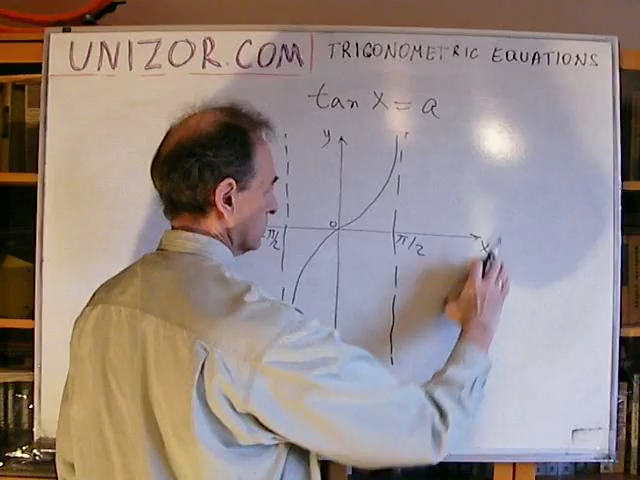 UNIZOR.COM | TRIGONOMETRIC EQUATIONS
tan X = a
y
0
π/2 π/2 X